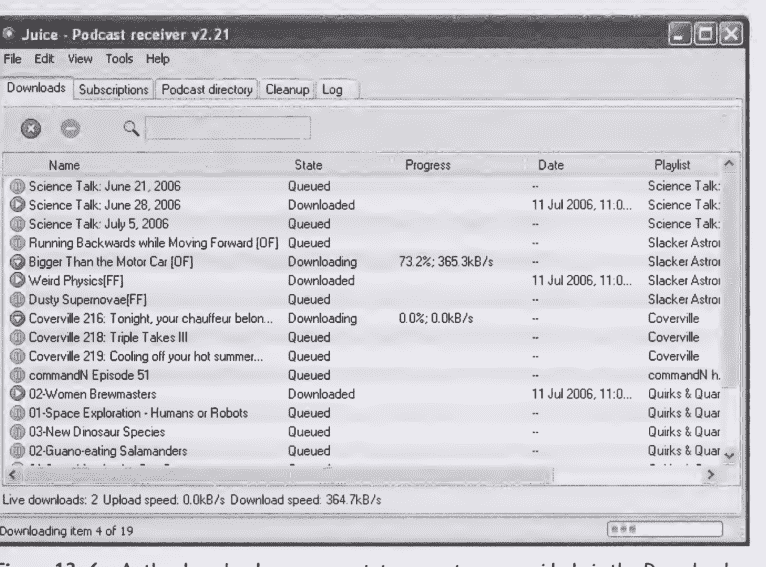 Juice - Podcast receiver v2.21
File Edit View Tools Help
Downloads Subscriptions Podcast directory Cleanup Log
Name State Progress Date Playlist
Science Talk: June 21, 2006 Queued -- Science Talk:
Science Talk: June 28, 2006 Downloaded 11 Jul 2006, 11:0... Science Talk:
Science Talk: July 5, 2006 Queued -- Science Talk:
Running Backwards while Moving Forward [OF] Queued -- Slacker Astro
Bigger Than the Motor Car [OF] Downloading 73.2%; 365.3kB/s -- Slacker Astro
Weird Physics[FF] Downloaded 11 Jul 2006, 11:0... Slacker Astro
Dusty Supernovae[FF] Queued -- Slacker Astro
Coverville 216: Tonight, your chauffeur belon... Downloading 0.0%; 0.0kB/s -- Coverville
Coverville 218: Triple Takes III Queued -- Coverville
Coverville 219: Cooling off your hot summer... Queued -- Coverville
commandN Episode 51 Queued -- commandN h.
02-Women Brewmasters Downloaded 11 Jul 2006, 11:0... Quirks & Quar
01-Space Exploration - Humans or Robots Queued -- Quirks & Quar
03-New Dinosaur Species Queued -- Quirks & Quar
02-Guano-eating Salamanders Queued -- Quirks & Quar
Live downloads: 2 Upload speed: 0.0kB/s Download speed: 364.7kB/s
Downloading item 4 of 19